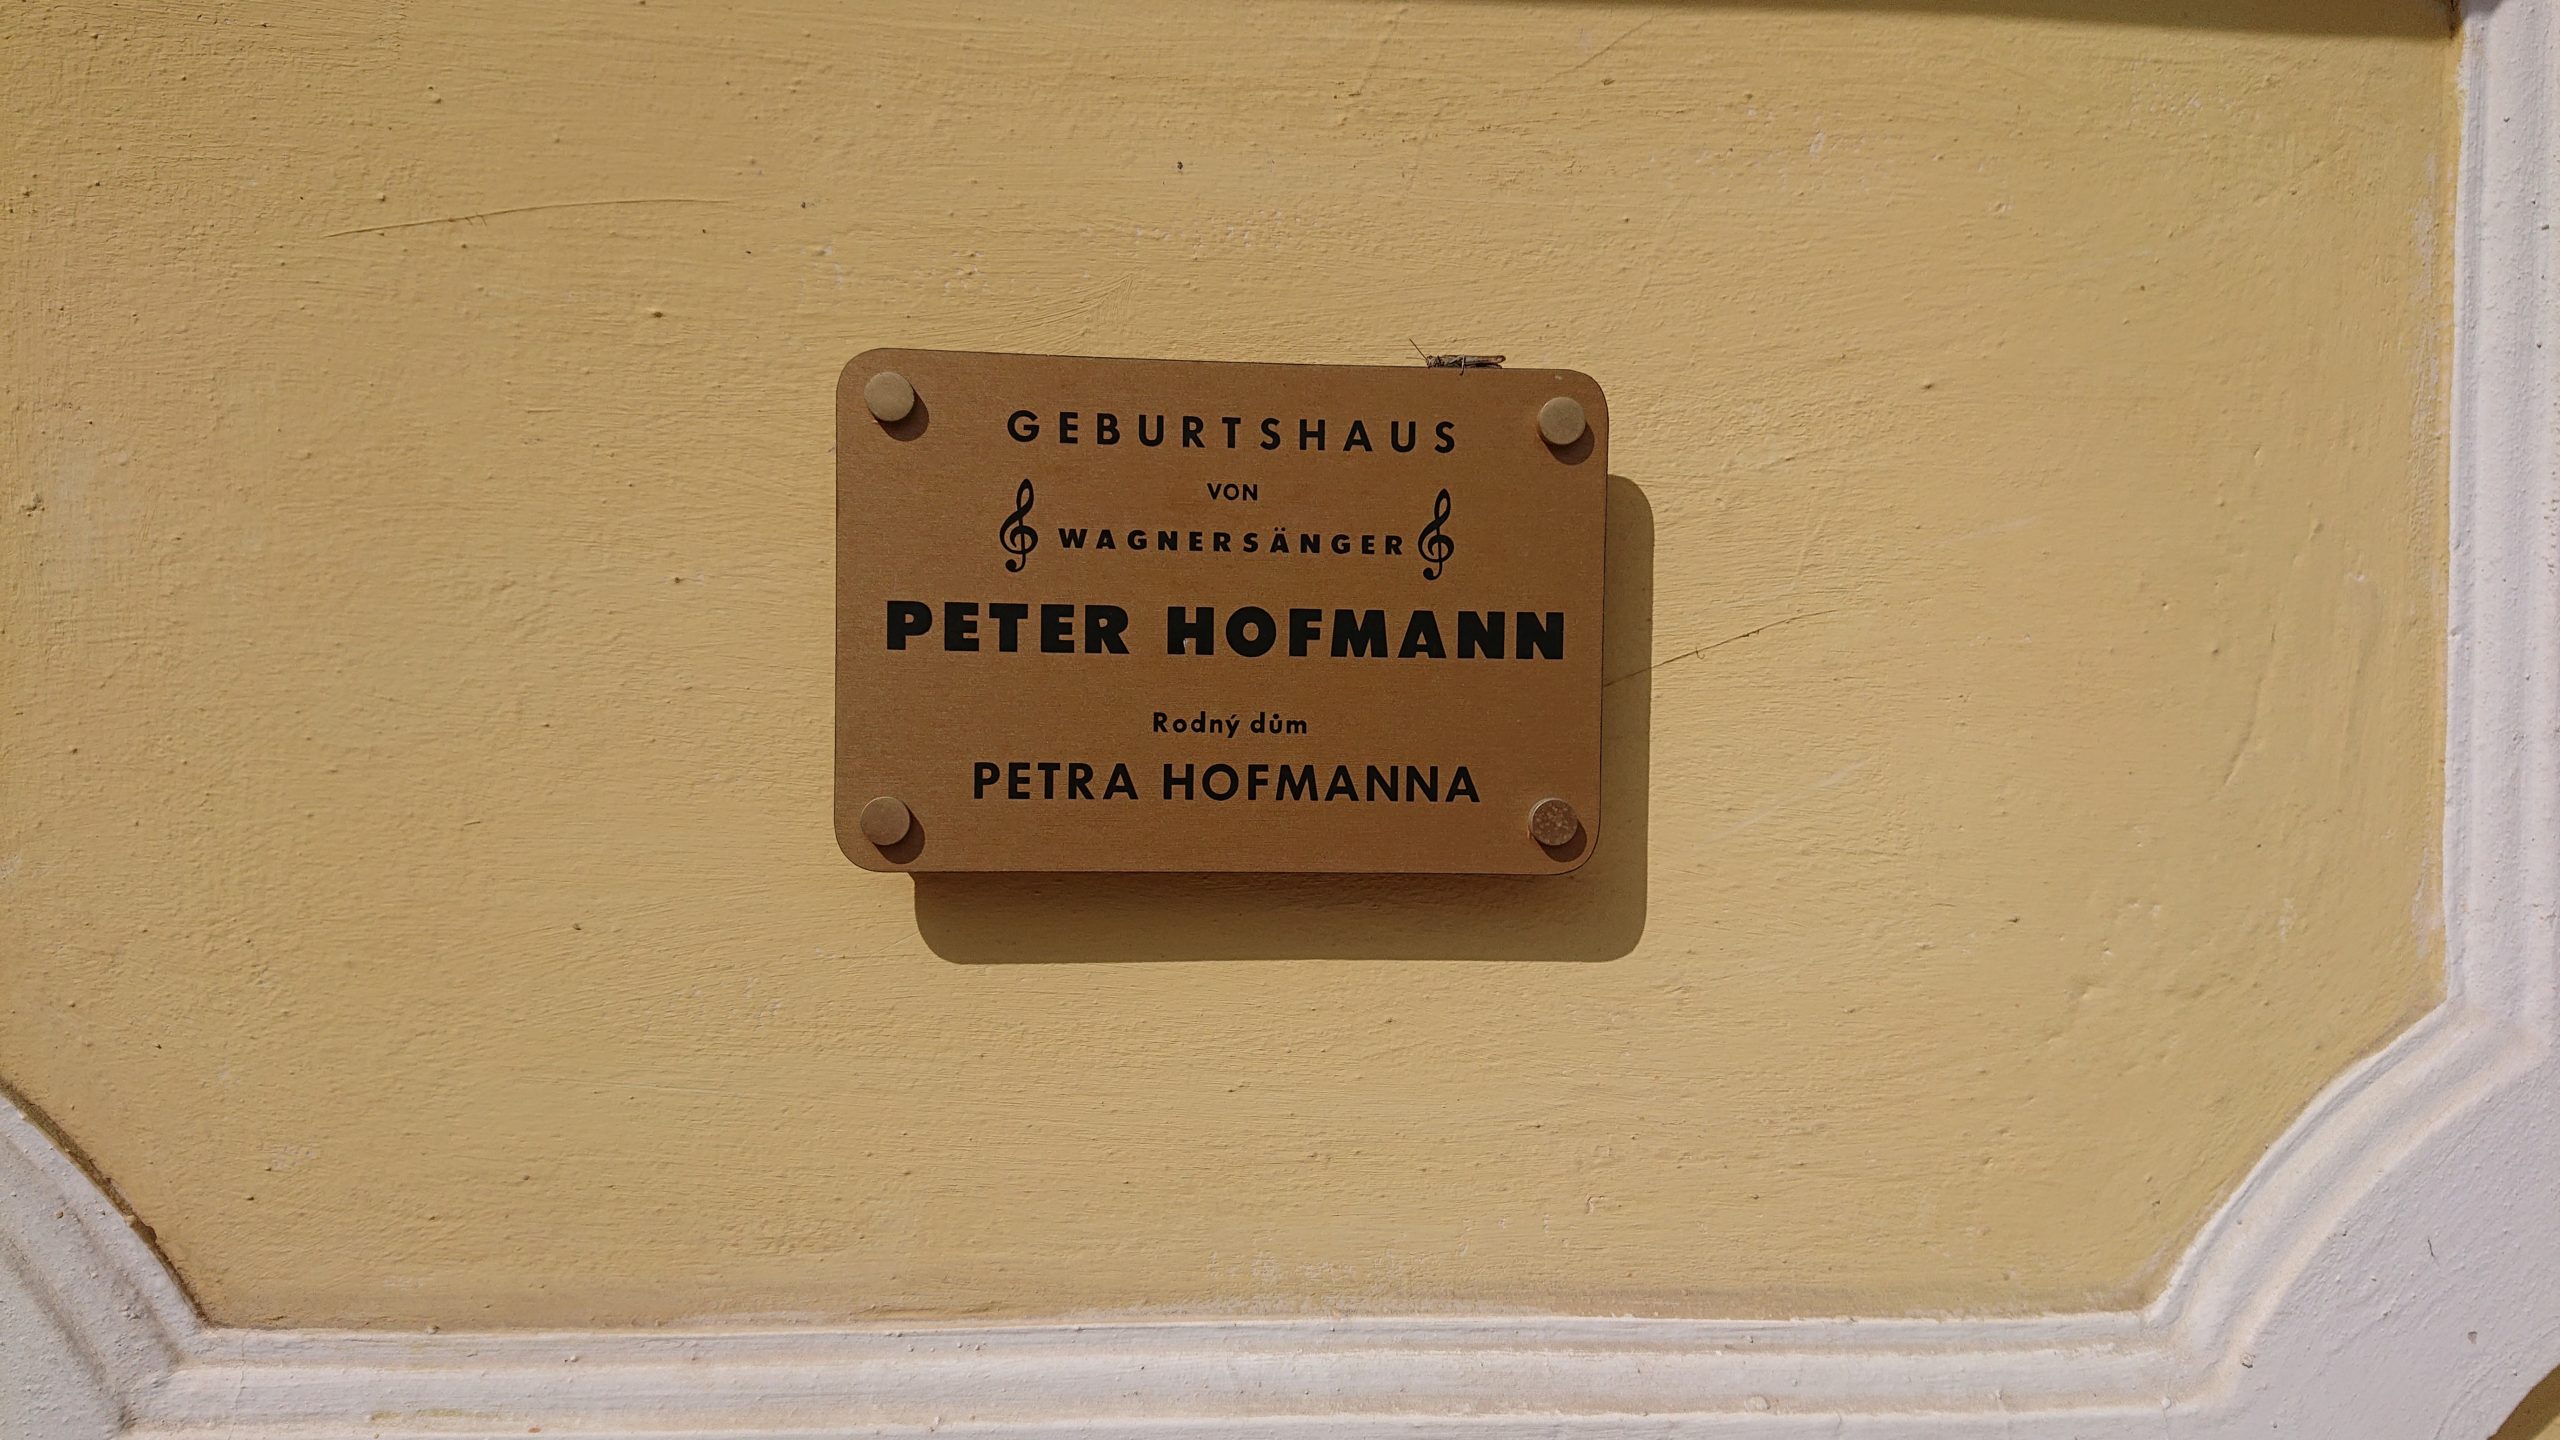 GEBURTSHAUS
VON
WAGNERSÄNGER
PETER HOFMANN
Rodný dům
PETRA HOFMANNA